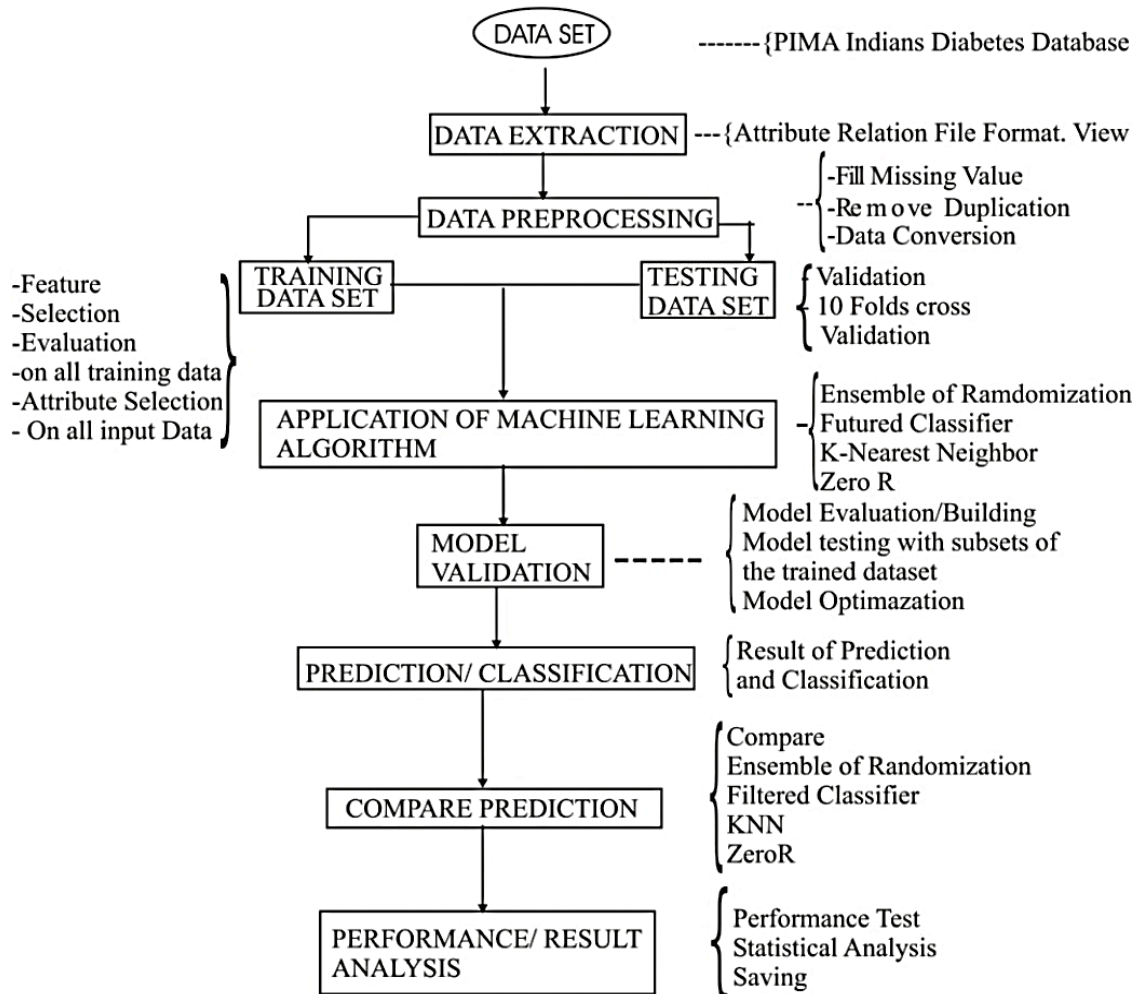 DATA SET
-------{PIMA Indians Diabetes Database
DATA EXTRACTION
---{Attribute Relation File Format. View
DATA PREPROCESSING
-Fill Missing Value
-Remove Duplication
-Data Conversion
TRAINING
DATA SET
TESTING
DATA SET
-Feature
-Selection
-Evaluation
-on all training data
-Attribute Selection
- On all input Data
Validation
10 Folds cross
Validation
APPLICATION OF MACHINE LEARNING
ALGORITHM
Ensemble of Ramdomization
Futured Classifier
K-Nearest Neighbor
Zero R
MODEL
VALIDATION
Model Evaluation/Building
Model testing with subsets of
the trained dataset
Model Optimazation
PREDICTION/ CLASSIFICATION
Result of Prediction
and Classification
COMPARE PREDICTION
Compare
Ensemble of Randomization
Filtered Classifier
KNN
ZeroR
PERFORMANCE/ RESULT
ANALYSIS
Performance Test
Statistical Analysis
Saving